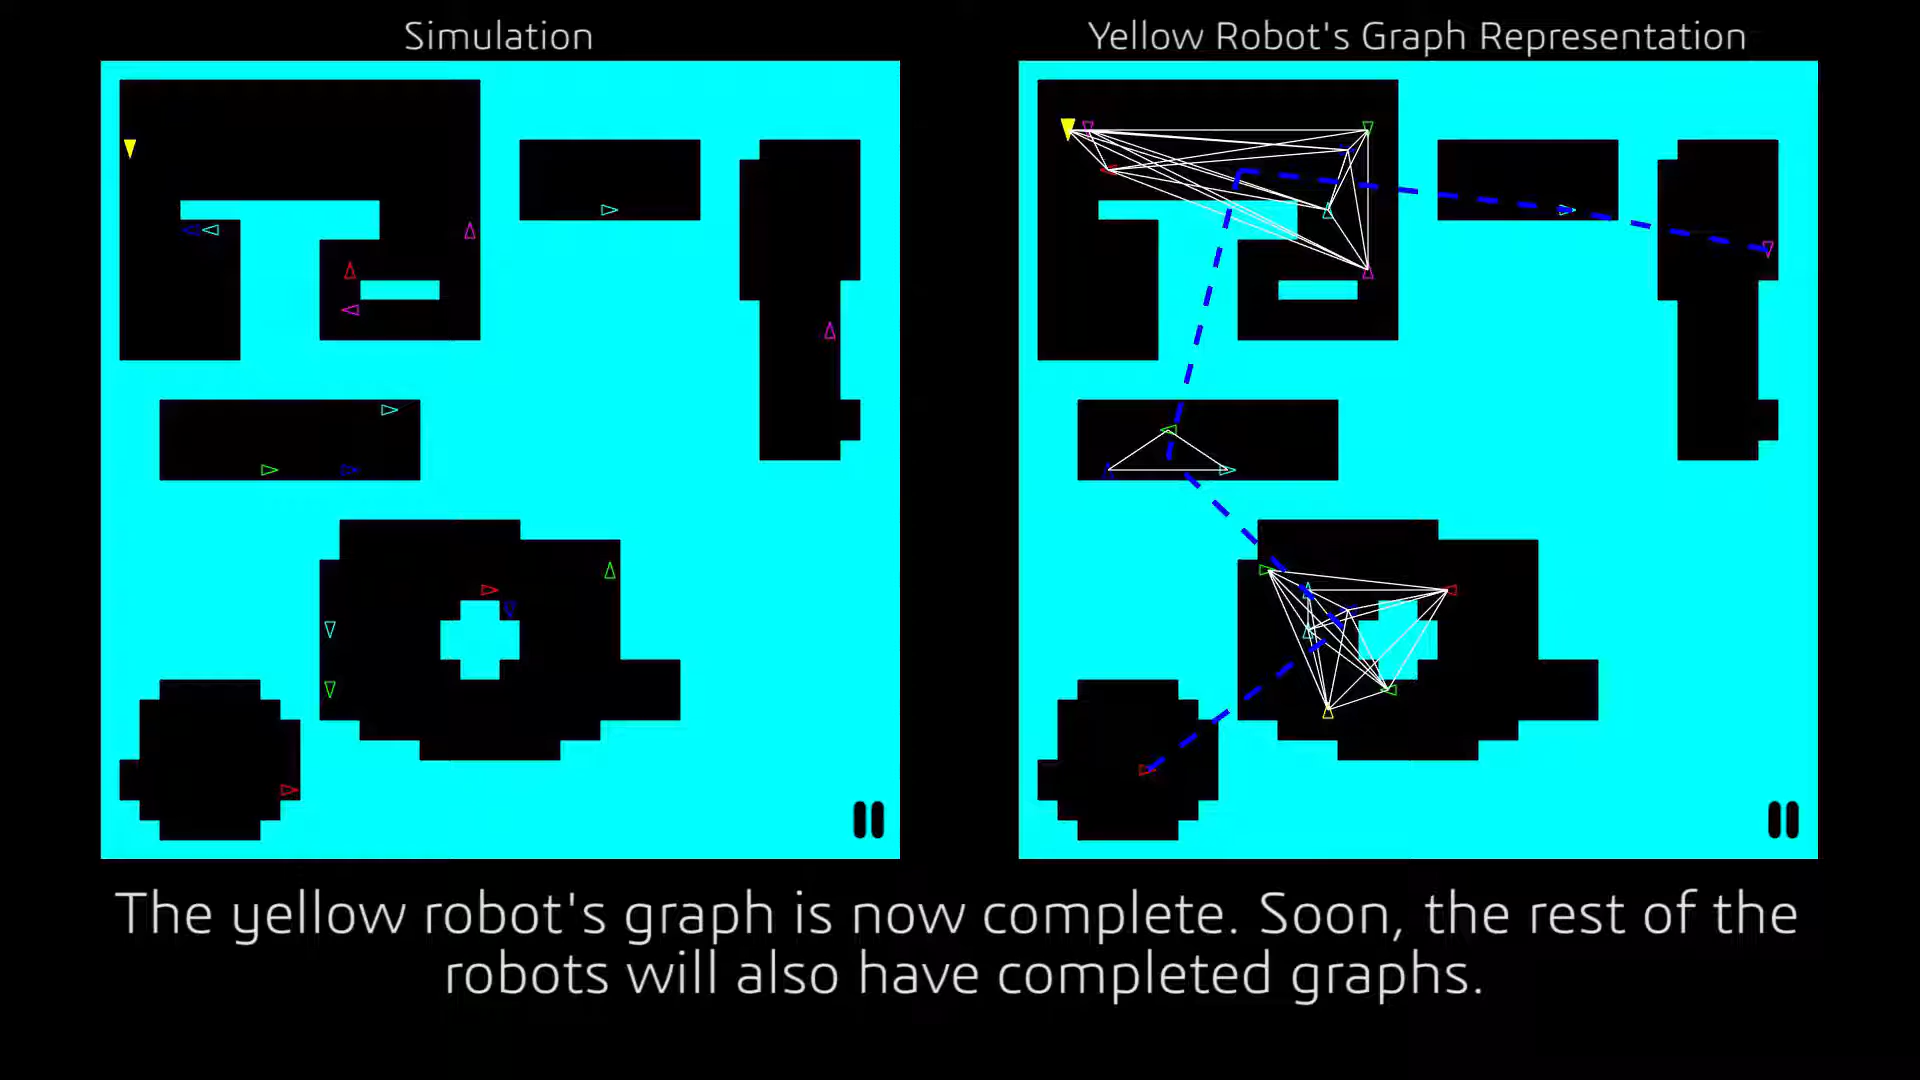 Simulation
Yellow Robot's Graph Representation
The yellow robot's graph is now complete. Soon, the rest of the
robots will also have completed graphs.